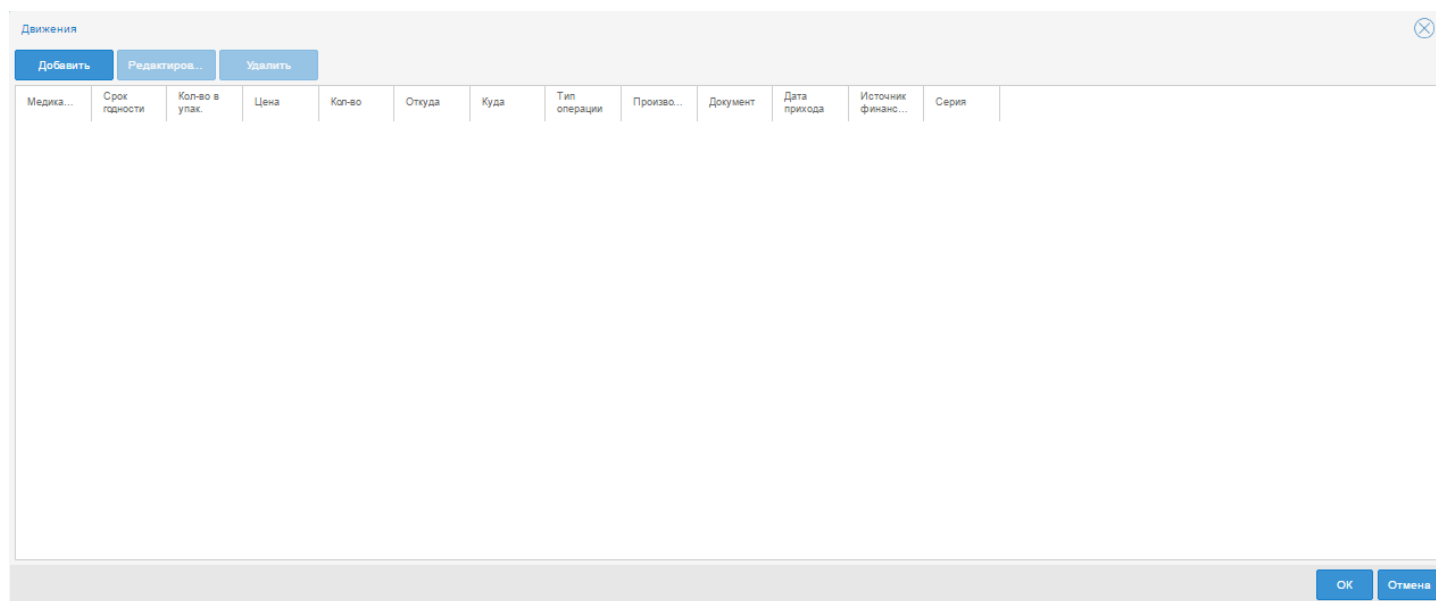 Движения
Добавить Редактиров... Удалить
Медика... Срок годности Кол-во в упак. Цена Кол-во Откуда Куда Тип операции Произво... Документ Дата прихода Источник финанс... Серия
ОК Отмена